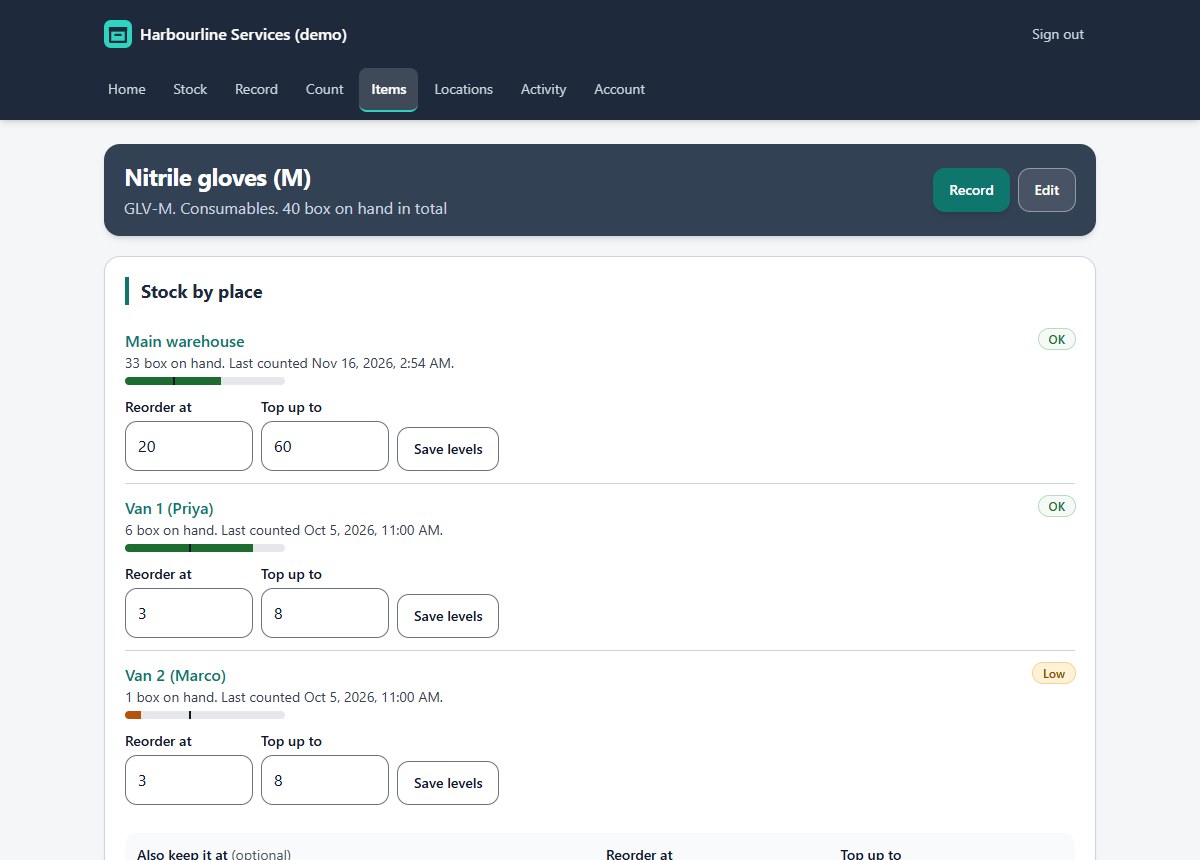 Harbourline Services (demo)
Sign out
Home Stock Record Count Items Locations Activity Account
Nitrile gloves (M)
GLV-M. Consumables. 40 box on hand in total
Record Edit
Stock by place
Main warehouse
OK
33 box on hand. Last counted Nov 16, 2026, 2:54 AM.
Reorder at Top up to
20 60 Save levels
Van 1 (Priya)
OK
6 box on hand. Last counted Oct 5, 2026, 11:00 AM.
Reorder at Top up to
3 8 Save levels
Van 2 (Marco)
Low
1 box on hand. Last counted Oct 5, 2026, 11:00 AM.
Reorder at Top up to
3 8 Save levels
Also keep it at (optional) Reorder at Top up to